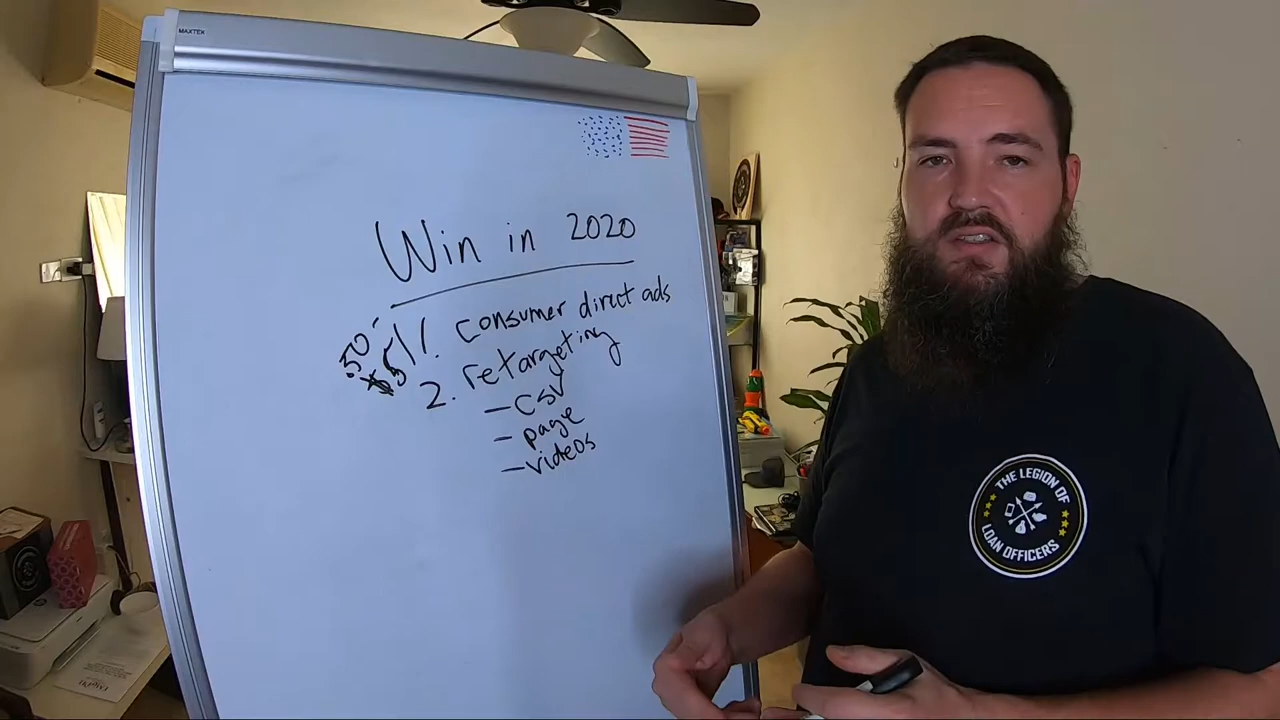 MAXTEK
Win in 2020
1. consumer direct ads
2. retargeting
- csv
- page
- videos
.50-
THE LEGION OF
LOAN OFFICERS